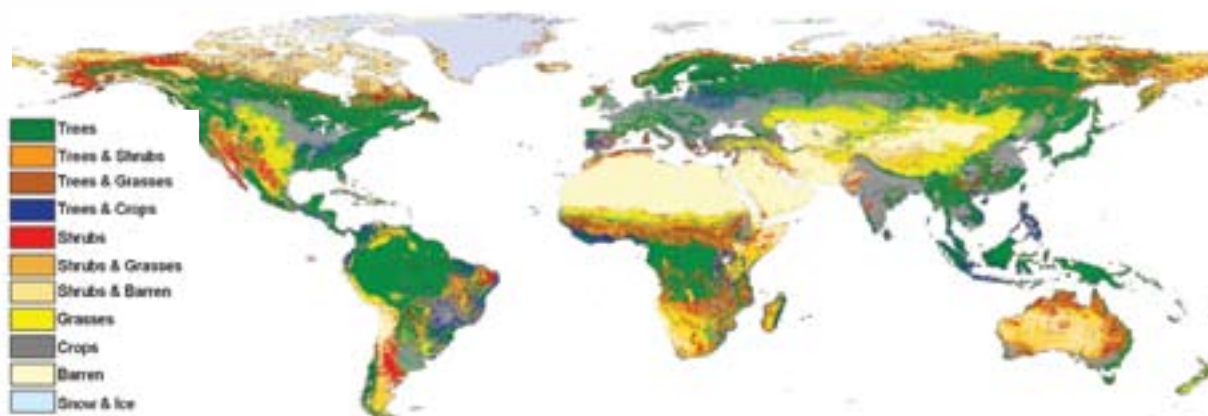 Trees
Trees & Shrubs
Trees & Grasses
Trees & Crops
Shrubs
Shrubs & Grasses
Shrubs & Barren
Grasses
Crops
Barren
Snow & Ice